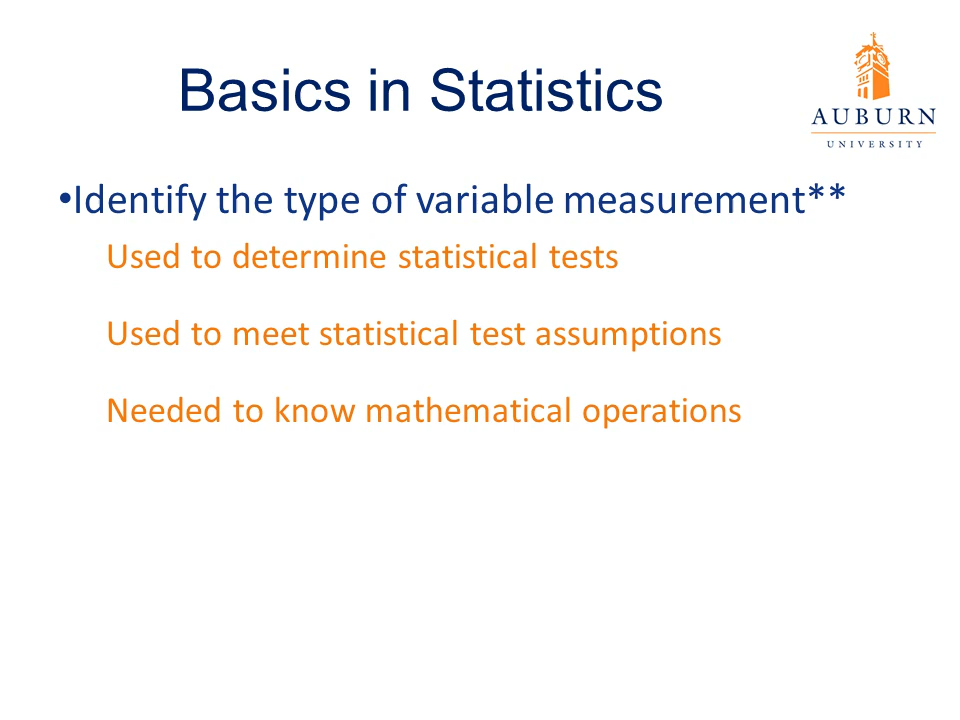 Basics in Statistics
AUBURN
UNIVERSITY
•Identify the type of variable measurement**
Used to determine statistical tests
Used to meet statistical test assumptions
Needed to know mathematical operations